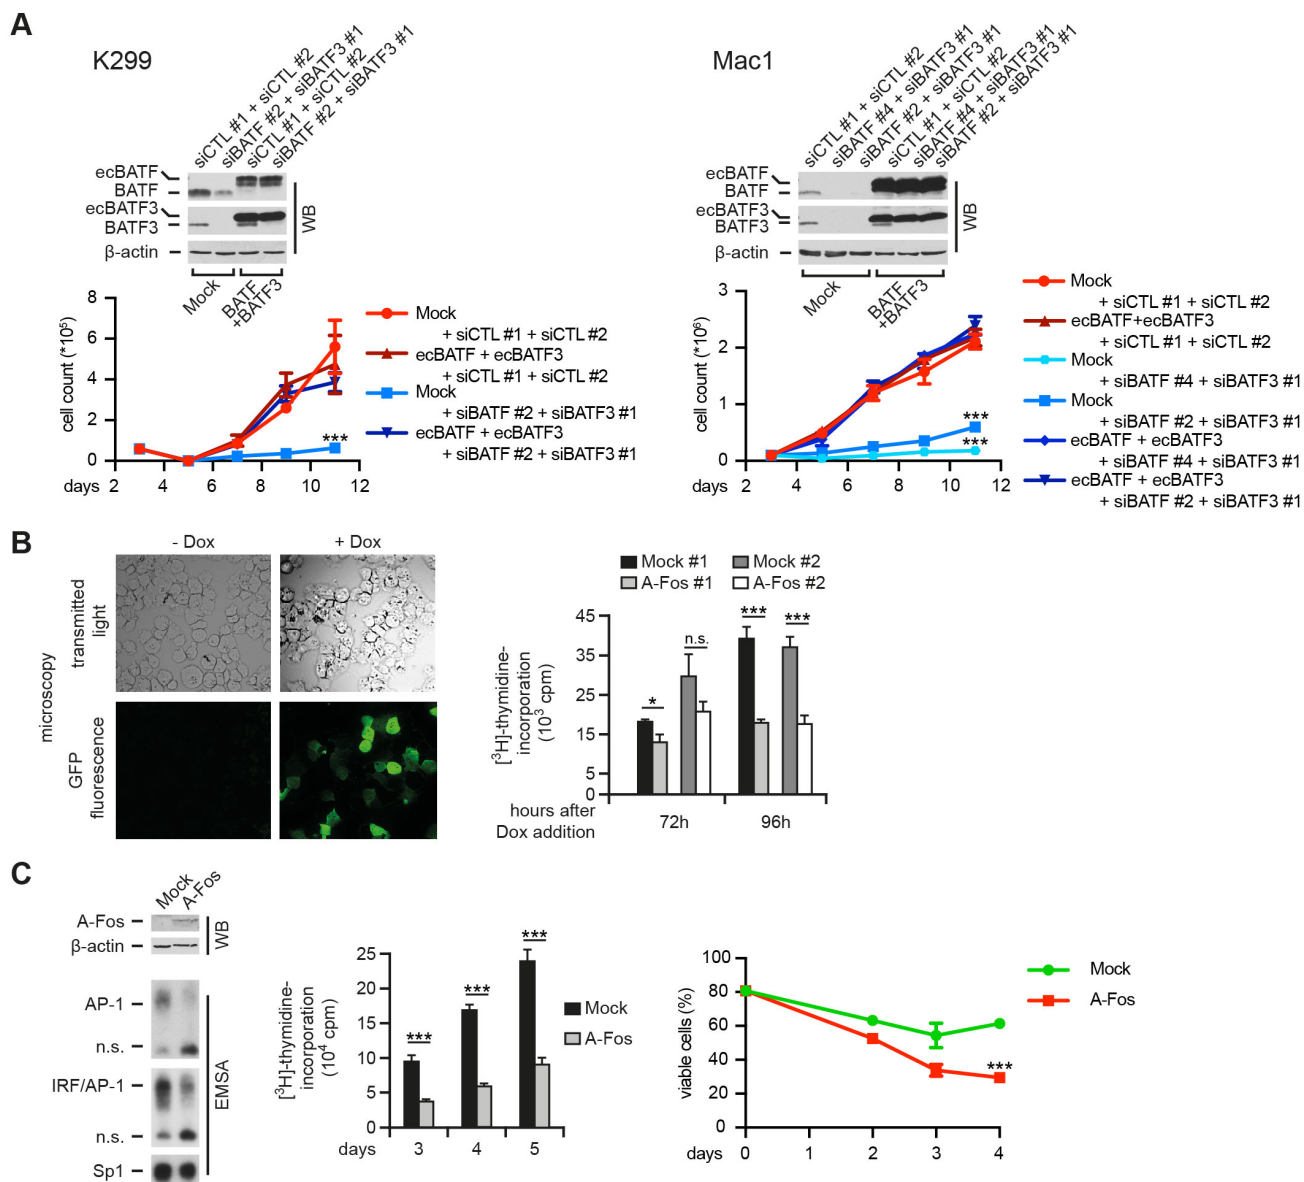 A
K299
siCTL #1 + siCTL #2
siBATF #2 + siBATF3 #1
siCTL #1 + siCTL #2
siBATF #2 + siBATF3 #1
ecBATF
BATF
ecBATF3
BATF3
β-actin
WB
Mock
BATF
+BATF3
cell count (*10⁵)
8
6
4
2
0
days
2
4
6
8
10
12
***
Mock
+ siCTL #1 + siCTL #2
ecBATF + ecBATF3
+ siCTL #1 + siCTL #2
Mock
+ siBATF #2 + siBATF3 #1
ecBATF + ecBATF3
+ siBATF #2 + siBATF3 #1
Mac1
siCTL #1 + siCTL #2
siBATF #4 + siBATF3 #1
siBATF #2 + siBATF3 #1
siCTL #1 + siCTL #2
siBATF #4 + siBATF3 #1
siBATF #2 + siBATF3 #1
ecBATF
BATF
ecBATF3
BATF3
β-actin
WB
Mock
BATF
+BATF3
cell count (*10⁶)
3
2
1
0
days
2
4
6
8
10
12
***
***
Mock
+ siCTL #1 + siCTL #2
ecBATF+ecBATF3
+ siCTL #1 + siCTL #2
Mock
+ siBATF #4 + siBATF3 #1
Mock
+ siBATF #2 + siBATF3 #1
ecBATF + ecBATF3
+ siBATF #4 + siBATF3 #1
ecBATF + ecBATF3
+ siBATF #2 + siBATF3 #1
B
- Dox
+ Dox
microscopy
transmitted
light
GFP
fluorescence
Mock #1
Mock #2
A-Fos #1
A-Fos #2
[³H]-thymidine-
incorporation
(10³ cpm)
45
35
25
15
5
0
*
n.s.
***
***
hours after
Dox addition
72h
96h
C
Mock
A-Fos
A-Fos
β-actin
WB
AP-1
n.s.
IRF/AP-1
n.s.
Sp1
EMSA
[³H]-thymidine-
incorporation
(10⁴ cpm)
25
20
15
10
5
0
***
***
***
days
3
4
5
Mock
A-Fos
viable cells (%)
100
80
60
40
20
0
days
0
1
2
3
4
***
Mock
A-Fos